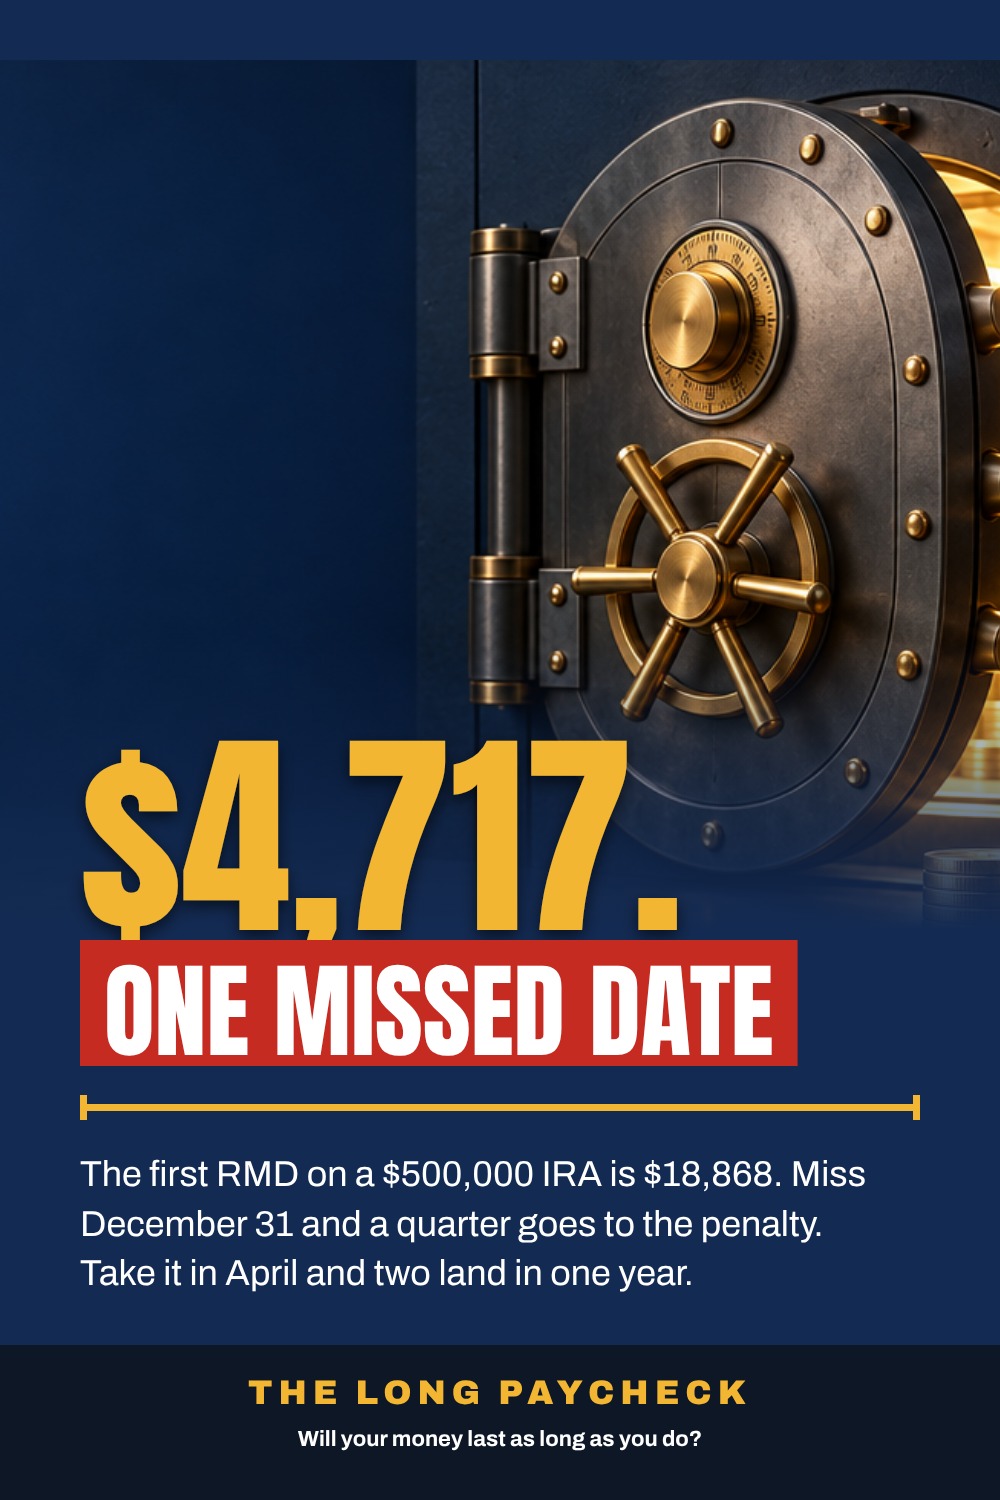 $4,717.
ONE MISSED DATE
The first RMD on a $500,000 IRA is $18,868. Miss
December 31 and a quarter goes to the penalty.
Take it in April and two land in one year.
THE LONG PAYCHECK
Will your money last as long as you do?